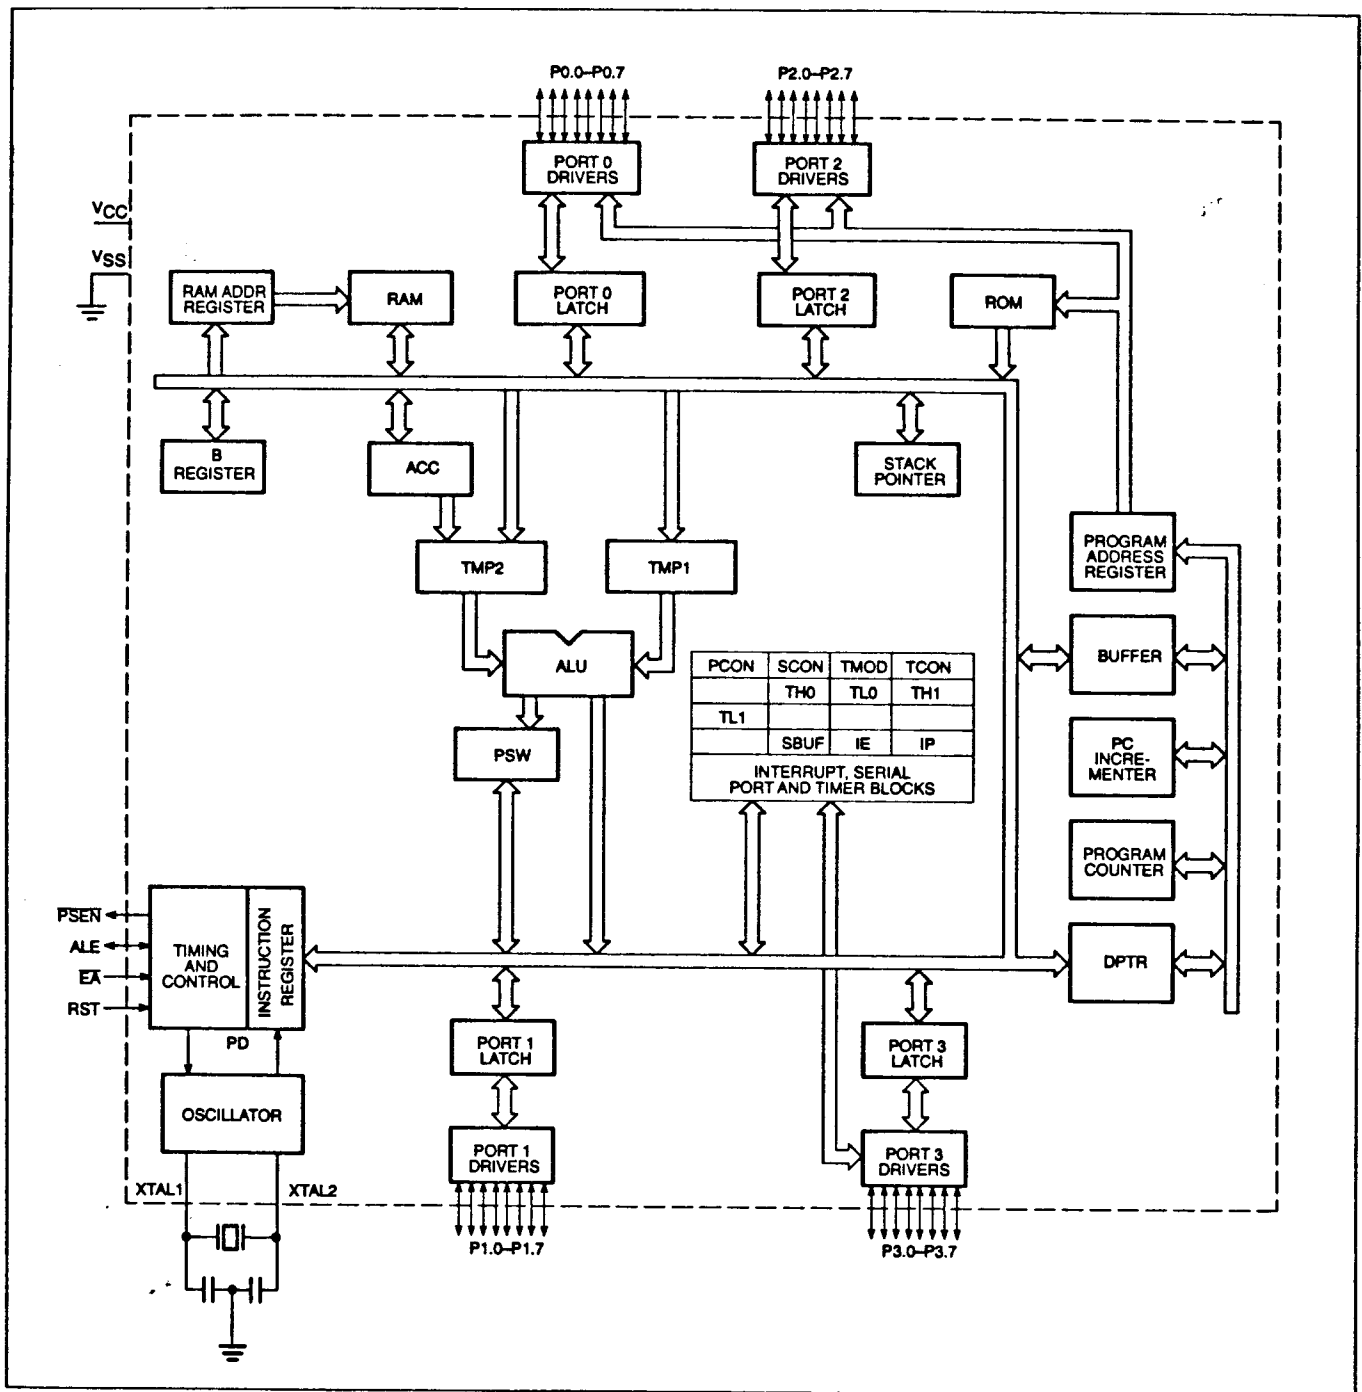 P0.0–P0.7
P2.0–P2.7
PORT 0
DRIVERS
PORT 2
DRIVERS
VCC
VSS
RAM ADDR
REGISTER
RAM
PORT 0
LATCH
PORT 2
LATCH
ROM
B
REGISTER
ACC
STACK
POINTER
TMP2
TMP1
PROGRAM
ADDRESS
REGISTER
ALU
BUFFER
PCON SCON TMOD TCON
TH0 TL0 TH1
TL1
SBUF IE IP
INTERRUPT, SERIAL
PORT AND TIMER BLOCKS
PSW
PC
INCRE-
MENTER
PROGRAM
COUNTER
PSEN
ALE
EA
RST
TIMING
AND
CONTROL
INSTRUCTION
REGISTER
DPTR
PD
PORT 1
LATCH
PORT 3
LATCH
OSCILLATOR
PORT 1
DRIVERS
PORT 3
DRIVERS
XTAL1
XTAL2
P1.0–P1.7
P3.0–P3.7